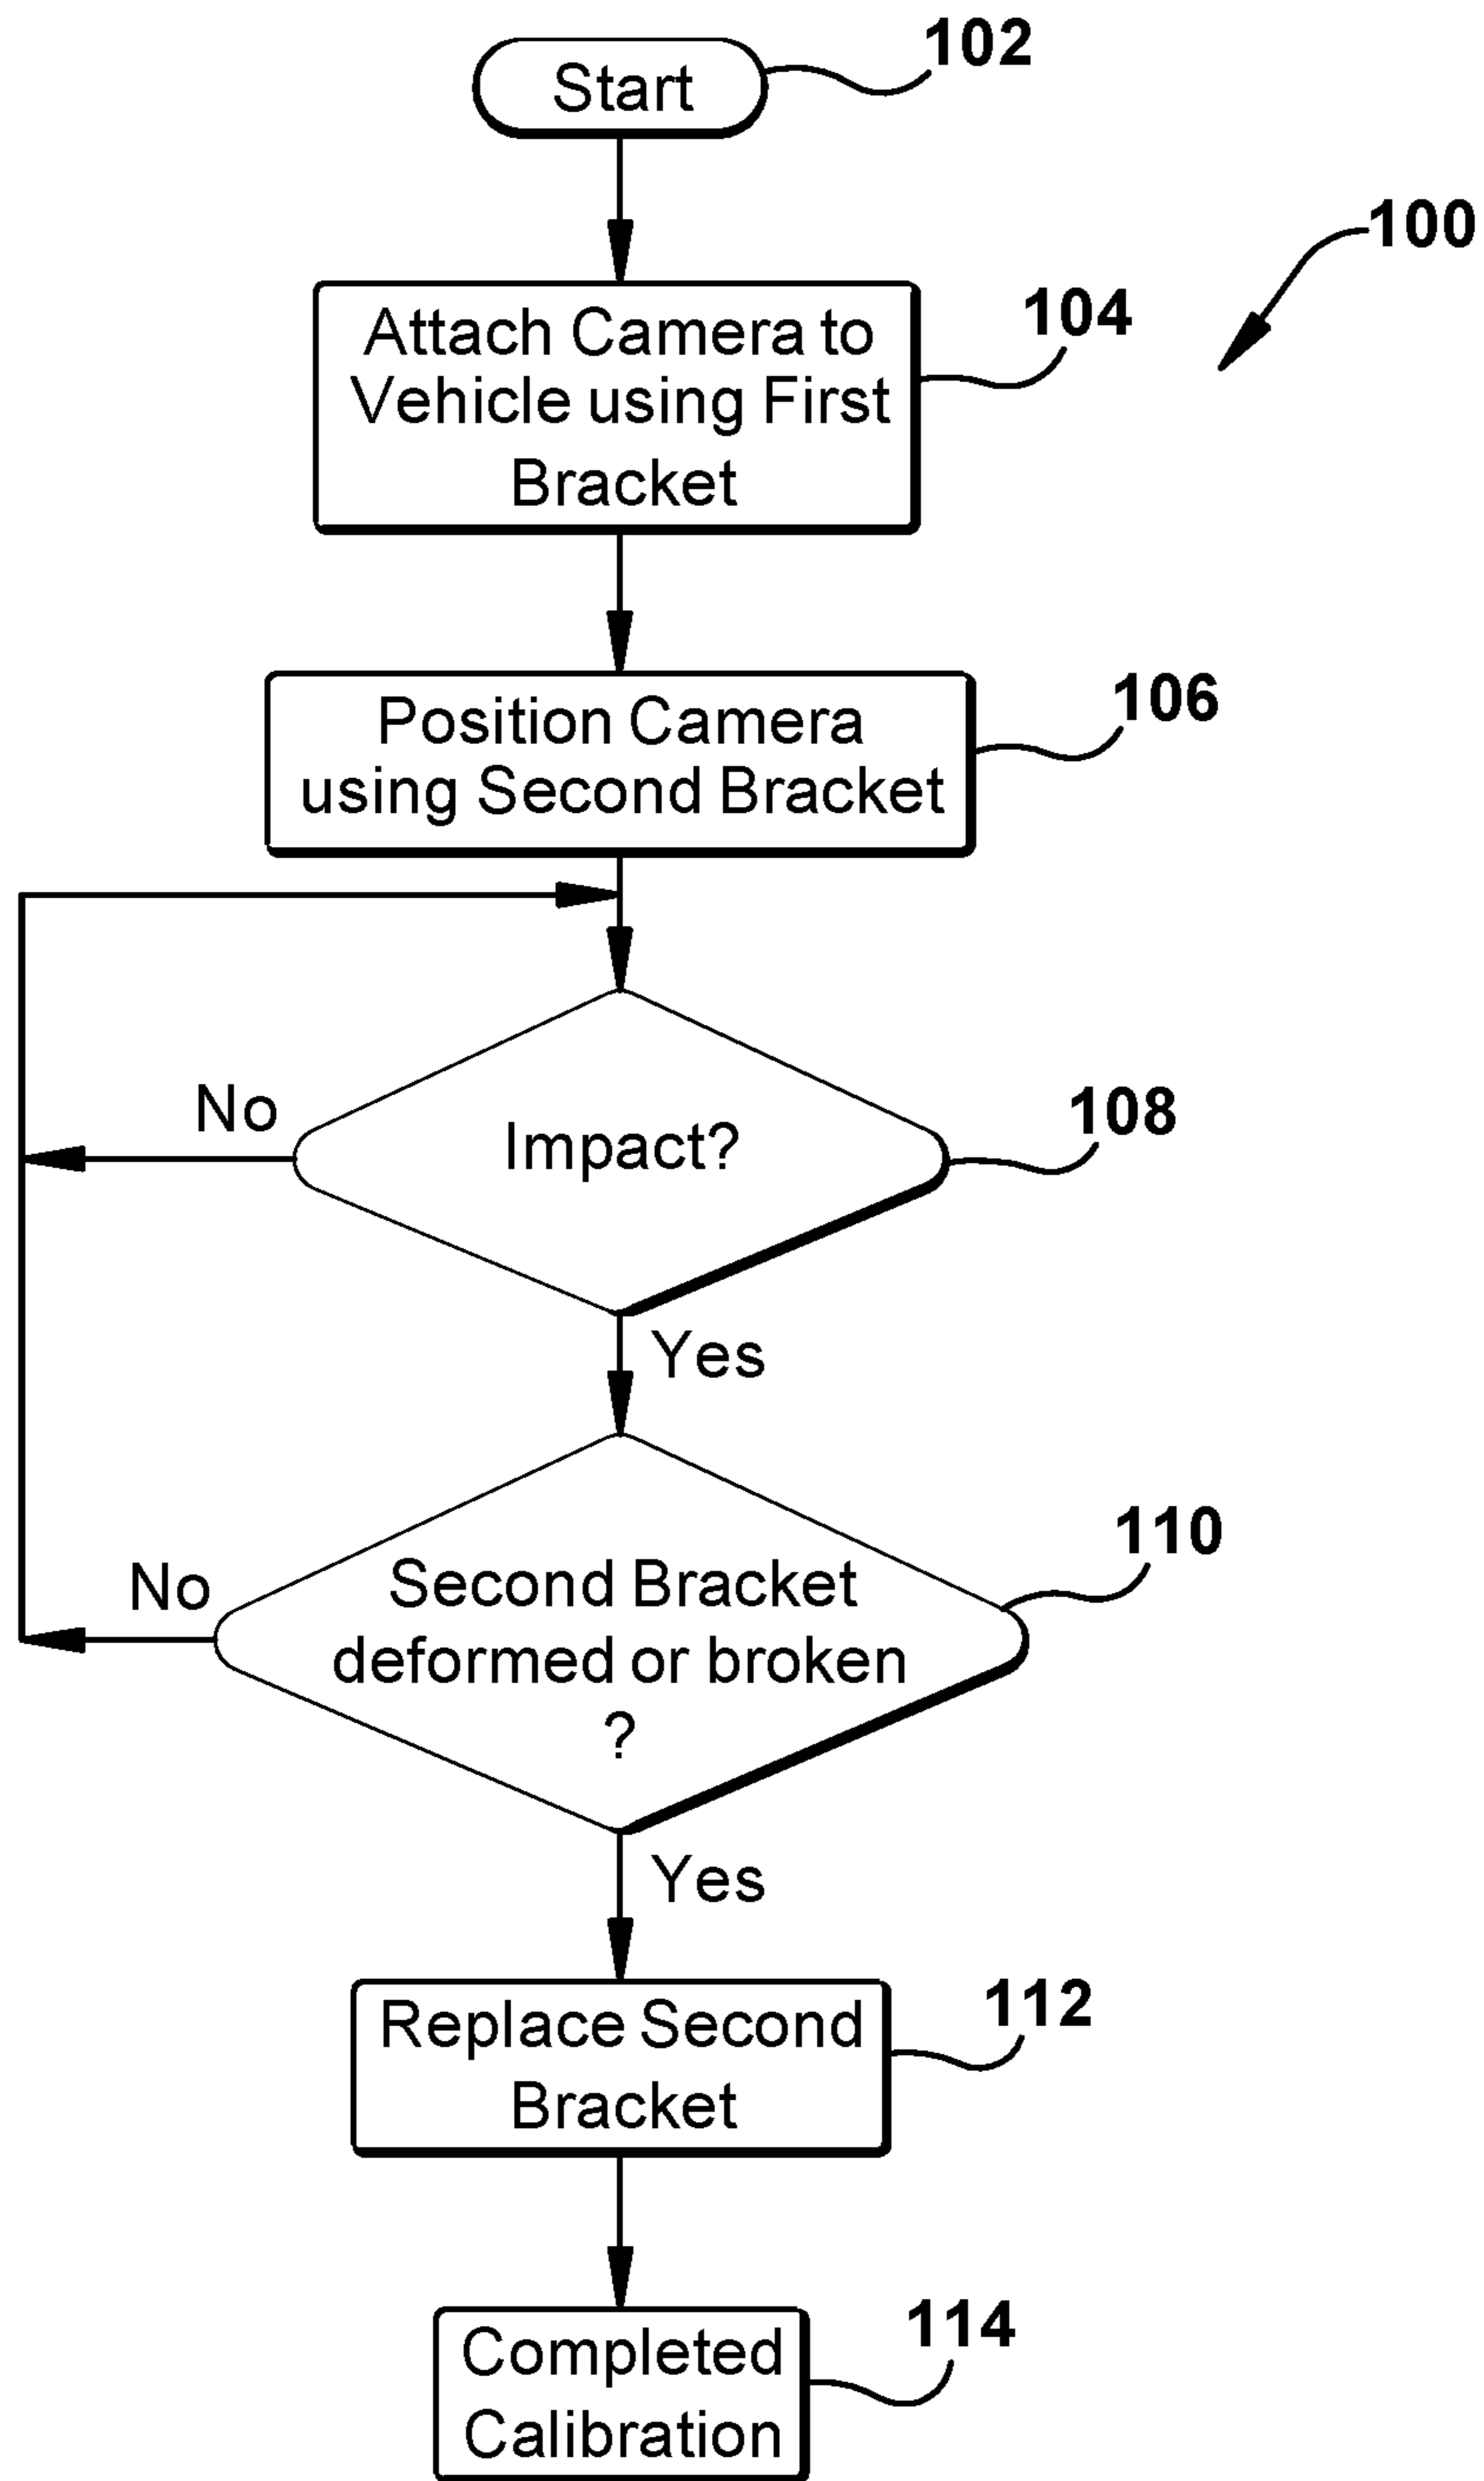 102
Start
100
104
Attach Camera to
Vehicle using First
Bracket
106
Position Camera
using Second Bracket
No
108
Impact?
Yes
110
No
Second Bracket
deformed or broken
?
Yes
112
Replace Second
Bracket
114
Completed
Calibration